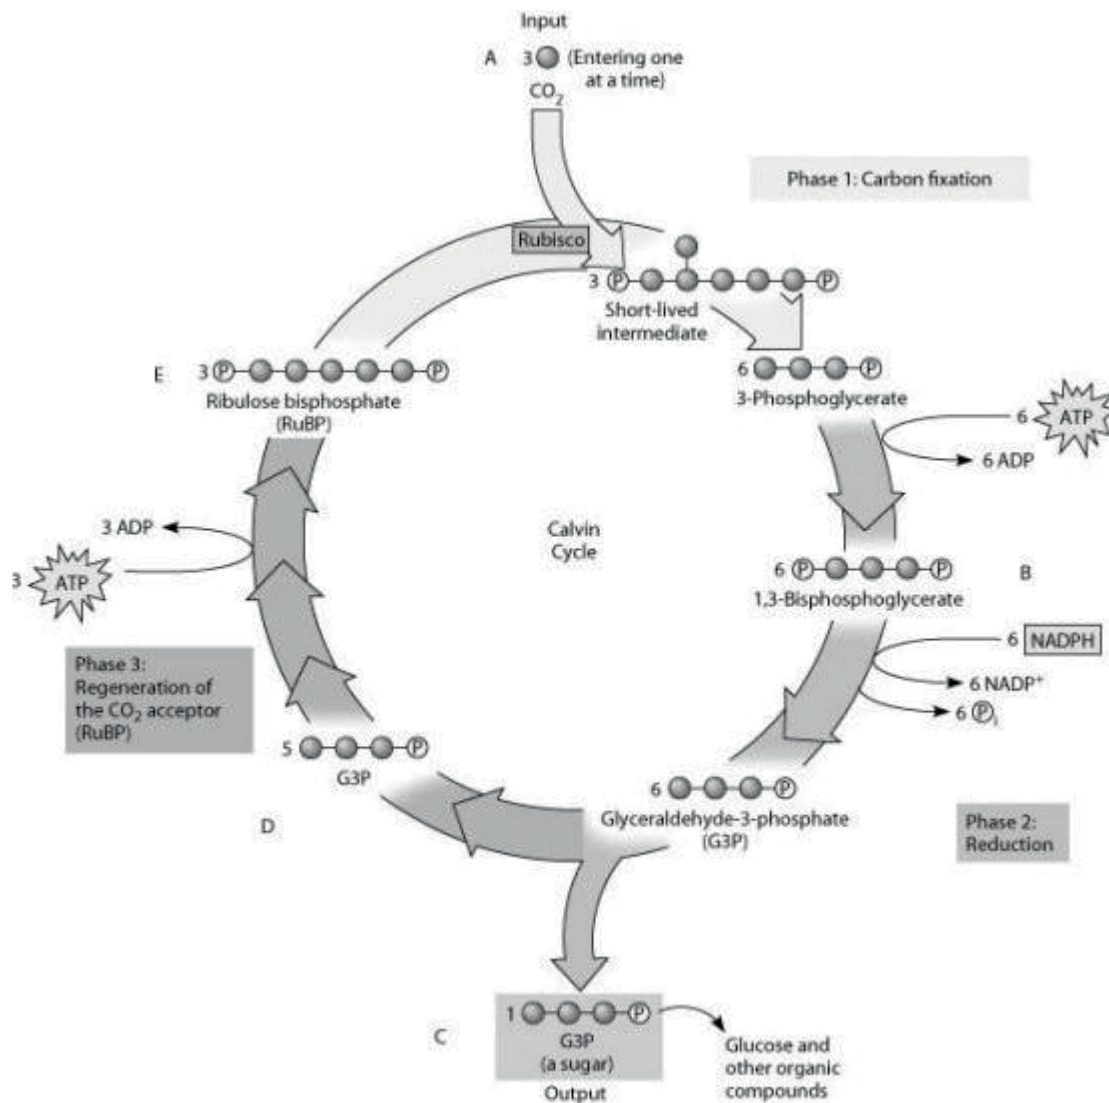 Input
A 3 (Entering one
at a time)
CO2
Phase 1: Carbon fixation
Rubisco
3 P P
Short-lived
intermediate
E 3 P P
Ribulose bisphosphate
(RuBP)
6 P
3-Phosphoglycerate
6 ATP
6 ADP
3 ADP
3 ATP
Calvin
Cycle
6 P P B
1,3-Bisphosphoglycerate
6 NADPH
6 NADP+
6 Pi
Phase 3:
Regeneration of
the CO2 acceptor
(RuBP)
5 P
G3P
D
6 P
Glyceraldehyde-3-phosphate
(G3P)
Phase 2:
Reduction
C 1 P
G3P
(a sugar)
Output
Glucose and
other organic
compounds